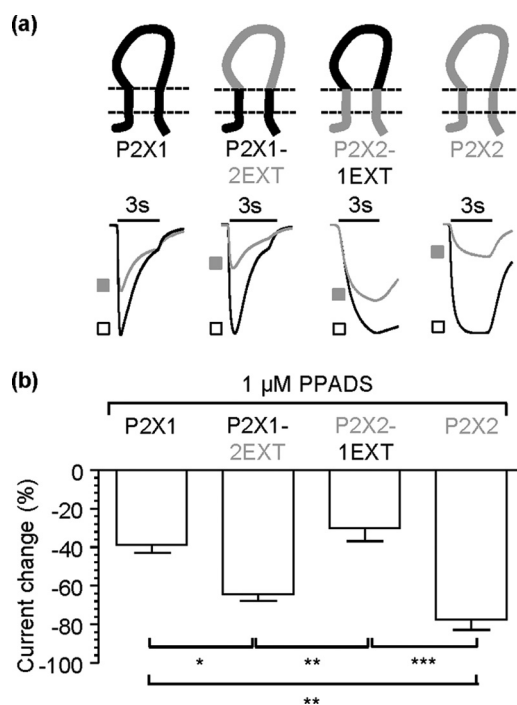 (a)
P2X1 P2X1- P2X2- P2X2
2EXT 1EXT
3s 3s 3s 3s
(b)
1 µM PPADS
P2X1 P2X1- P2X2- P2X2
2EXT 1EXT
0
-20
-40
-60
-80
-100
Current change (%)
* ** ***
**